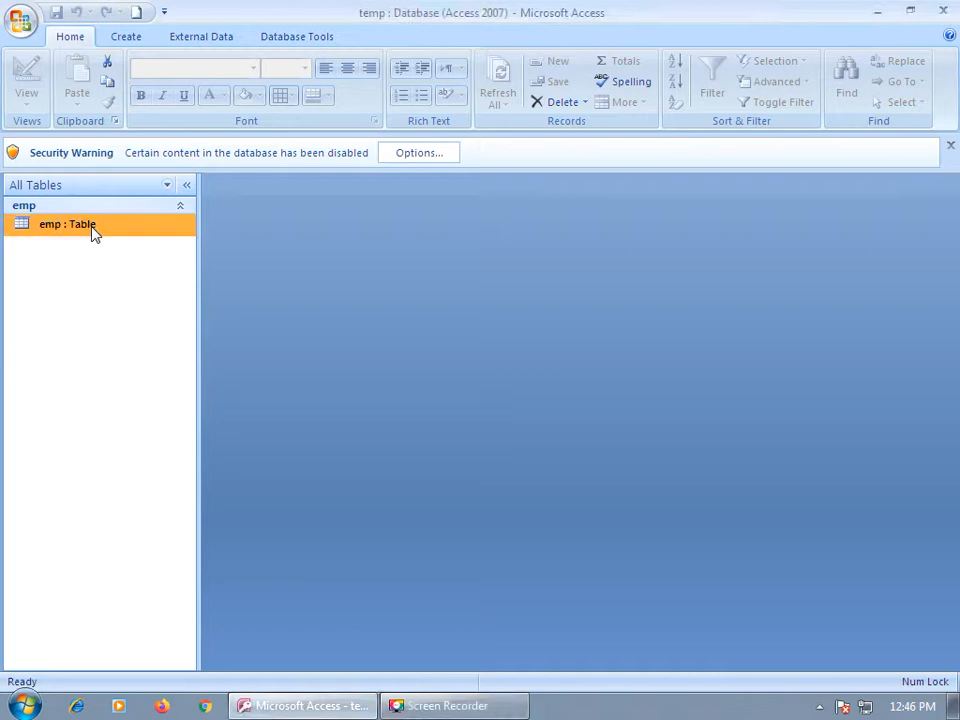 temp : Database (Access 2007) - Microsoft Access
Home Create External Data Database Tools
View
Views
Paste
Clipboard
B I U A
Font
Rich Text
Refresh All
New
Save
Delete
Totals
Spelling
More
Records
Filter
Selection
Advanced
Toggle Filter
Sort & Filter
Find
Replace
Go To
Select
Find
Security Warning Certain content in the database has been disabled Options...
All Tables
emp
emp : Table
Ready Num Lock
Microsoft Access - te... Screen Recorder 12:46 PM